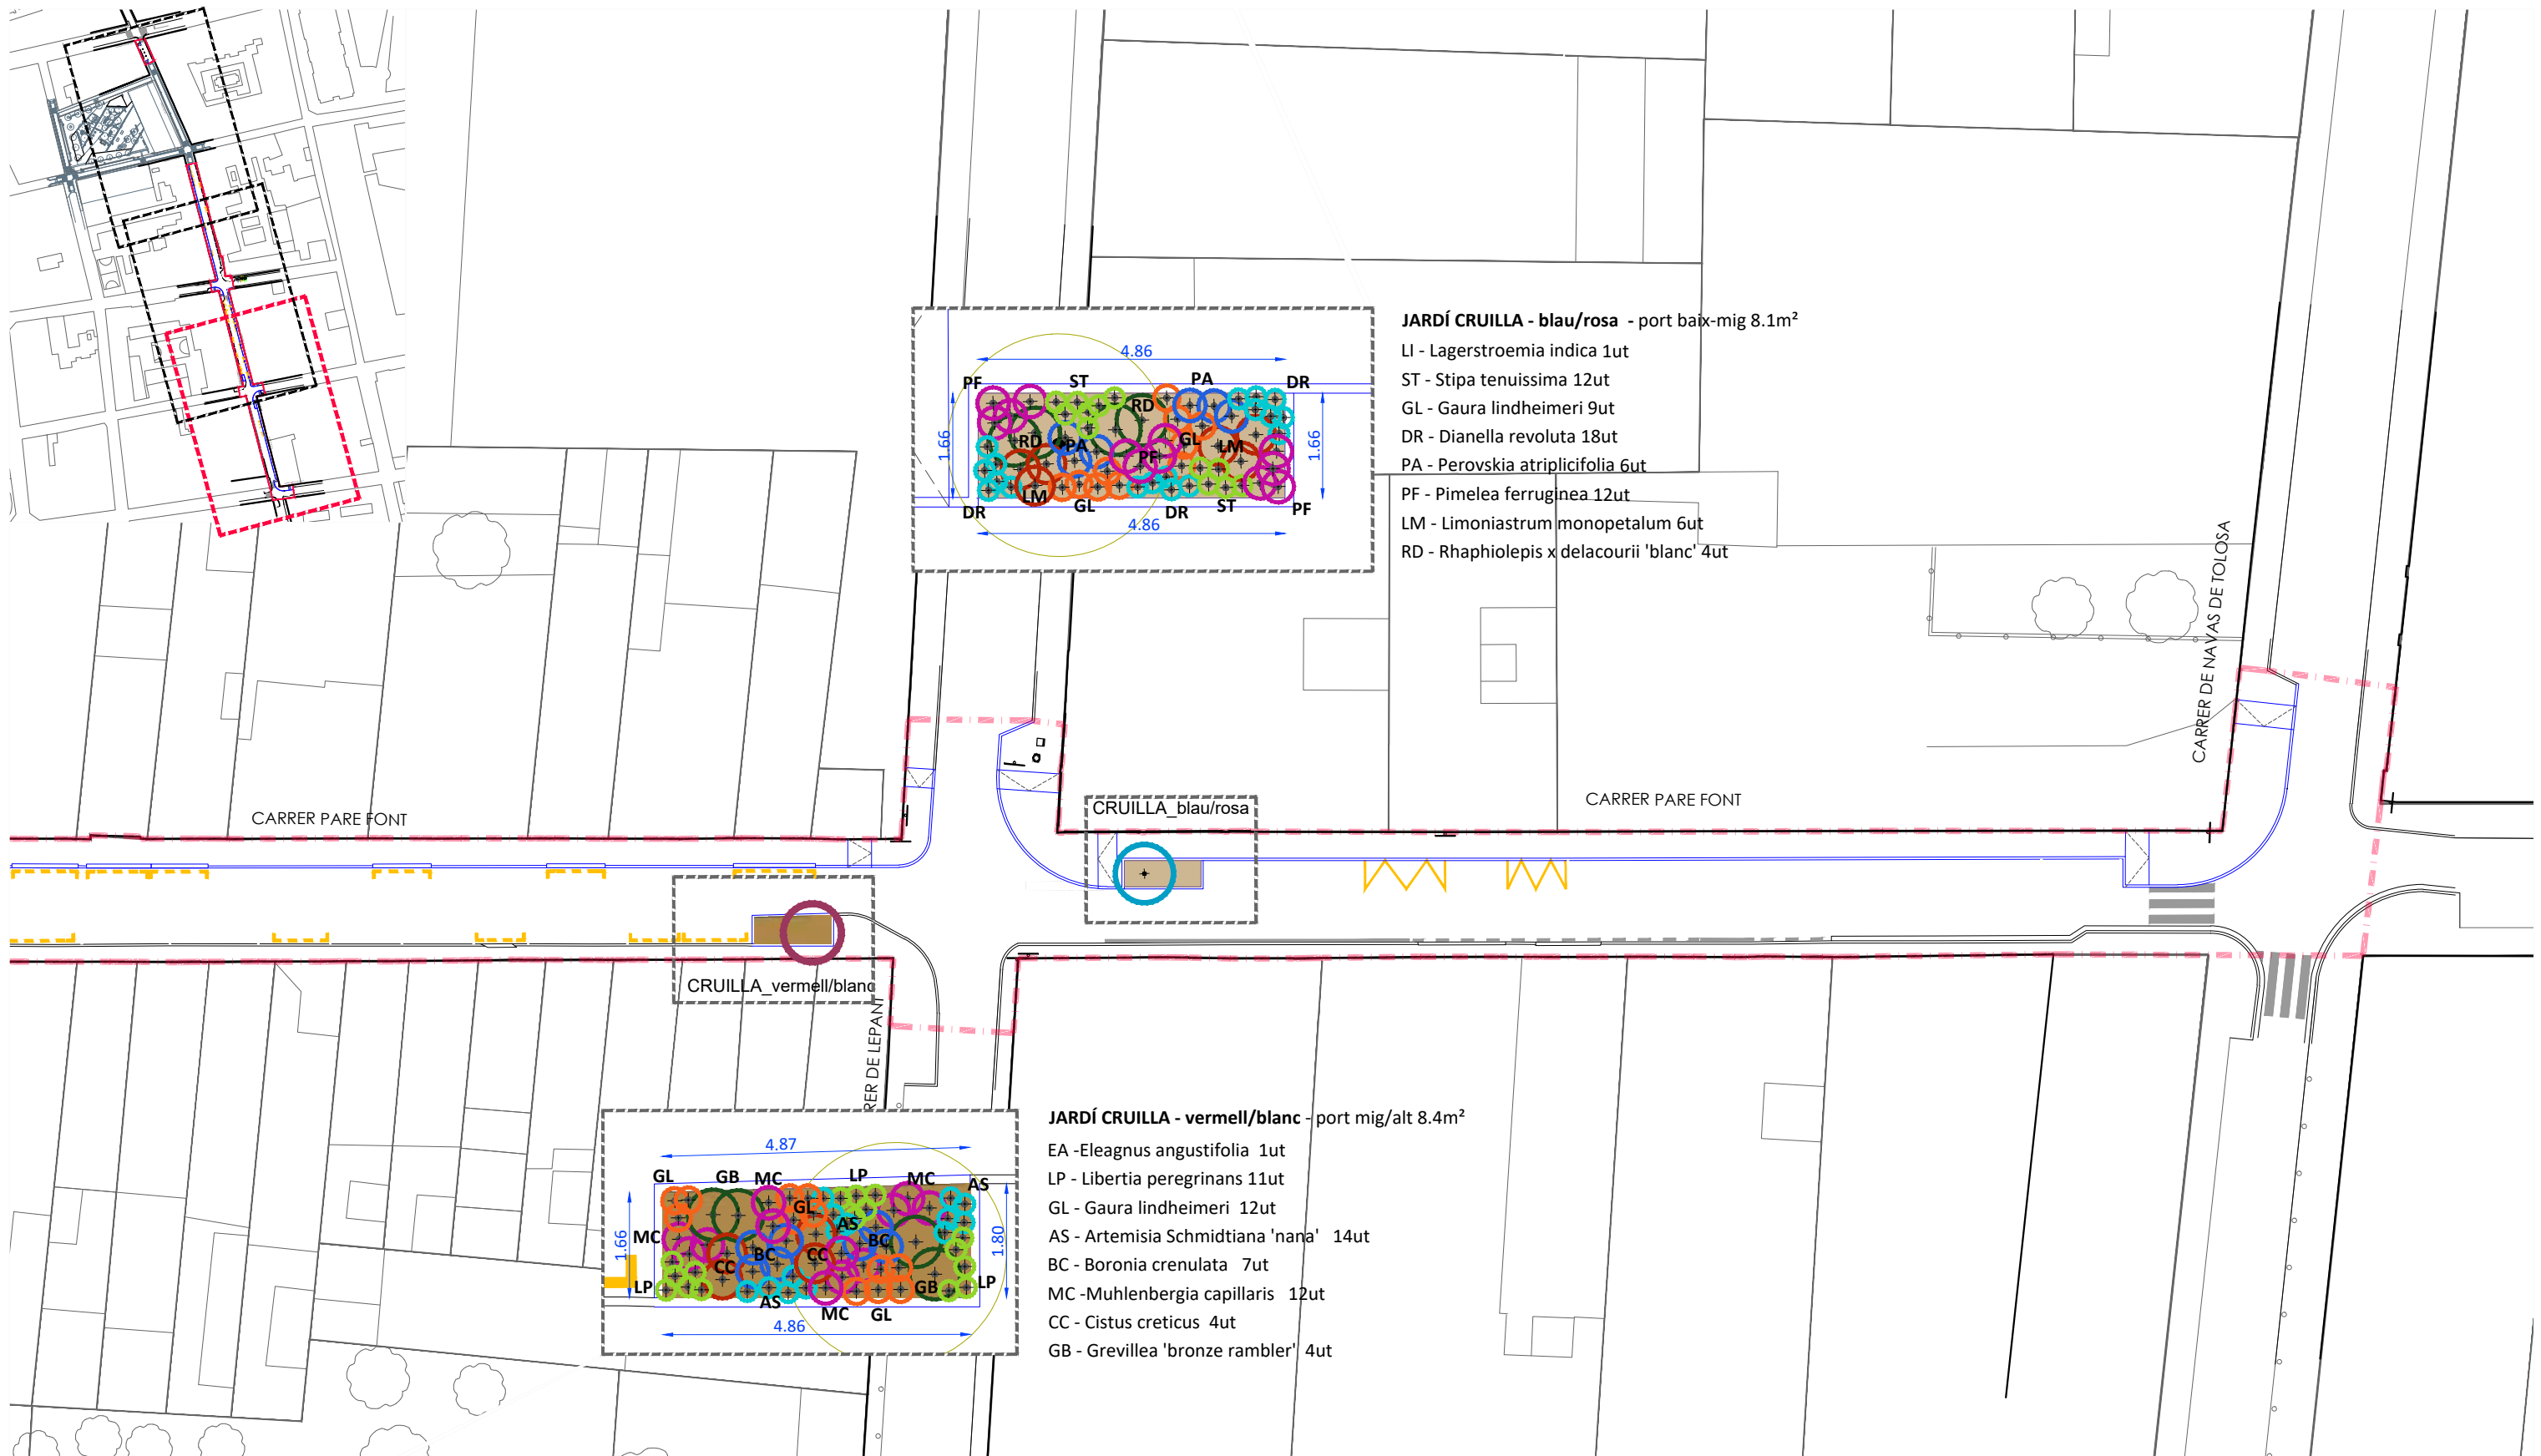 JARDÍ CRUILLA - blau/rosa - port baix-mig 8.1m²
LI - Lagerstroemia indica 1ut
ST - Stipa tenuissima 12ut
GL - Gaura lindheimeri 9ut
DR - Dianella revoluta 18ut
PA - Perovskia atriplicifolia 6ut
PF - Pimelea ferruginea 12ut
LM - Limoniastrum monopetalum 6ut
RD - Rhaphiolepis x delacourii 'blanc' 4ut
4.86
PF ST PA DR
RD
1.66 RD PA GL LM 1.66
PF
LM
DR GL DR ST PF
4.86
CARRER DE NAVAS DE TOLOSA
CARRER PARE FONT
CRUILLA_blau/rosa
CARRER PARE FONT
CRUILLA_vermell/blanc
RER DE LEPANT
JARDÍ CRUILLA - vermell/blanc - port mig/alt 8.4m²
EA -Eleagnus angustifolia 1ut
LP - Libertia peregrinans 11ut
GL - Gaura lindheimeri 12ut
AS - Artemisia Schmidtiana 'nana' 14ut
BC - Boronia crenulata 7ut
MC -Muhlenbergia capillaris 12ut
CC - Cistus creticus 4ut
GB - Grevillea 'bronze rambler' 4ut
4.87
GL GB MC LP MC AS
GL
AS
1.66 MC BC CC BC 1.80
CC
LP GB LP
AS MC GL
4.86